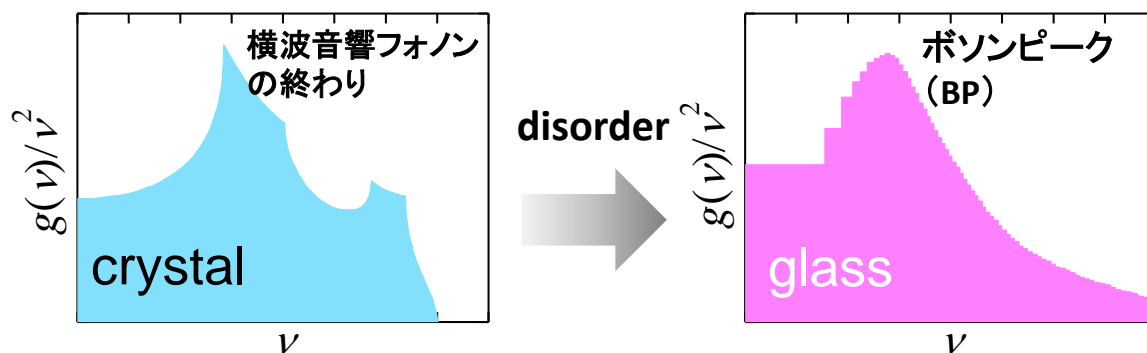 横波音響フォノン
の終わり
g(ν)/ν²
crystal
ν
disorder
ボソンピーク
（BP）
g(ν)/ν²
glass
ν